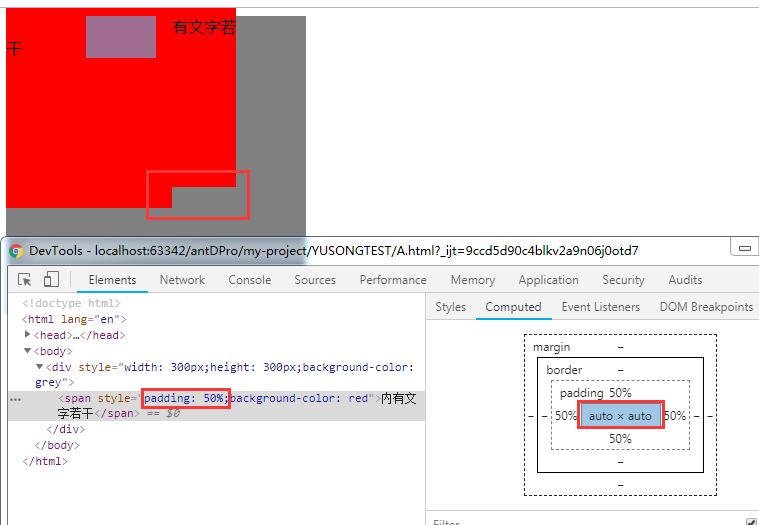 有文字若
干
DevTools - localhost:63342/antDPro/my-project/YUSONGTEST/A.html?_ijt=9ccd5d90c4blkv2a9n06j0otd7
Elements Network Console Sources Performance Memory Application Security Audits
<!doctype html>
<html lang="en">
<head>…</head>
<body>
<div style="width: 300px;height: 300px;background-color:
grey">
<span style="padding: 50%;background-color: red">内有文
字若干</span> == $0
</div>
</body>
</html>
Styles Computed Event Listeners DOM Breakpoints
margin –
border –
padding 50%
– – 50% auto × auto 50% – –
50%
–
–
Filter